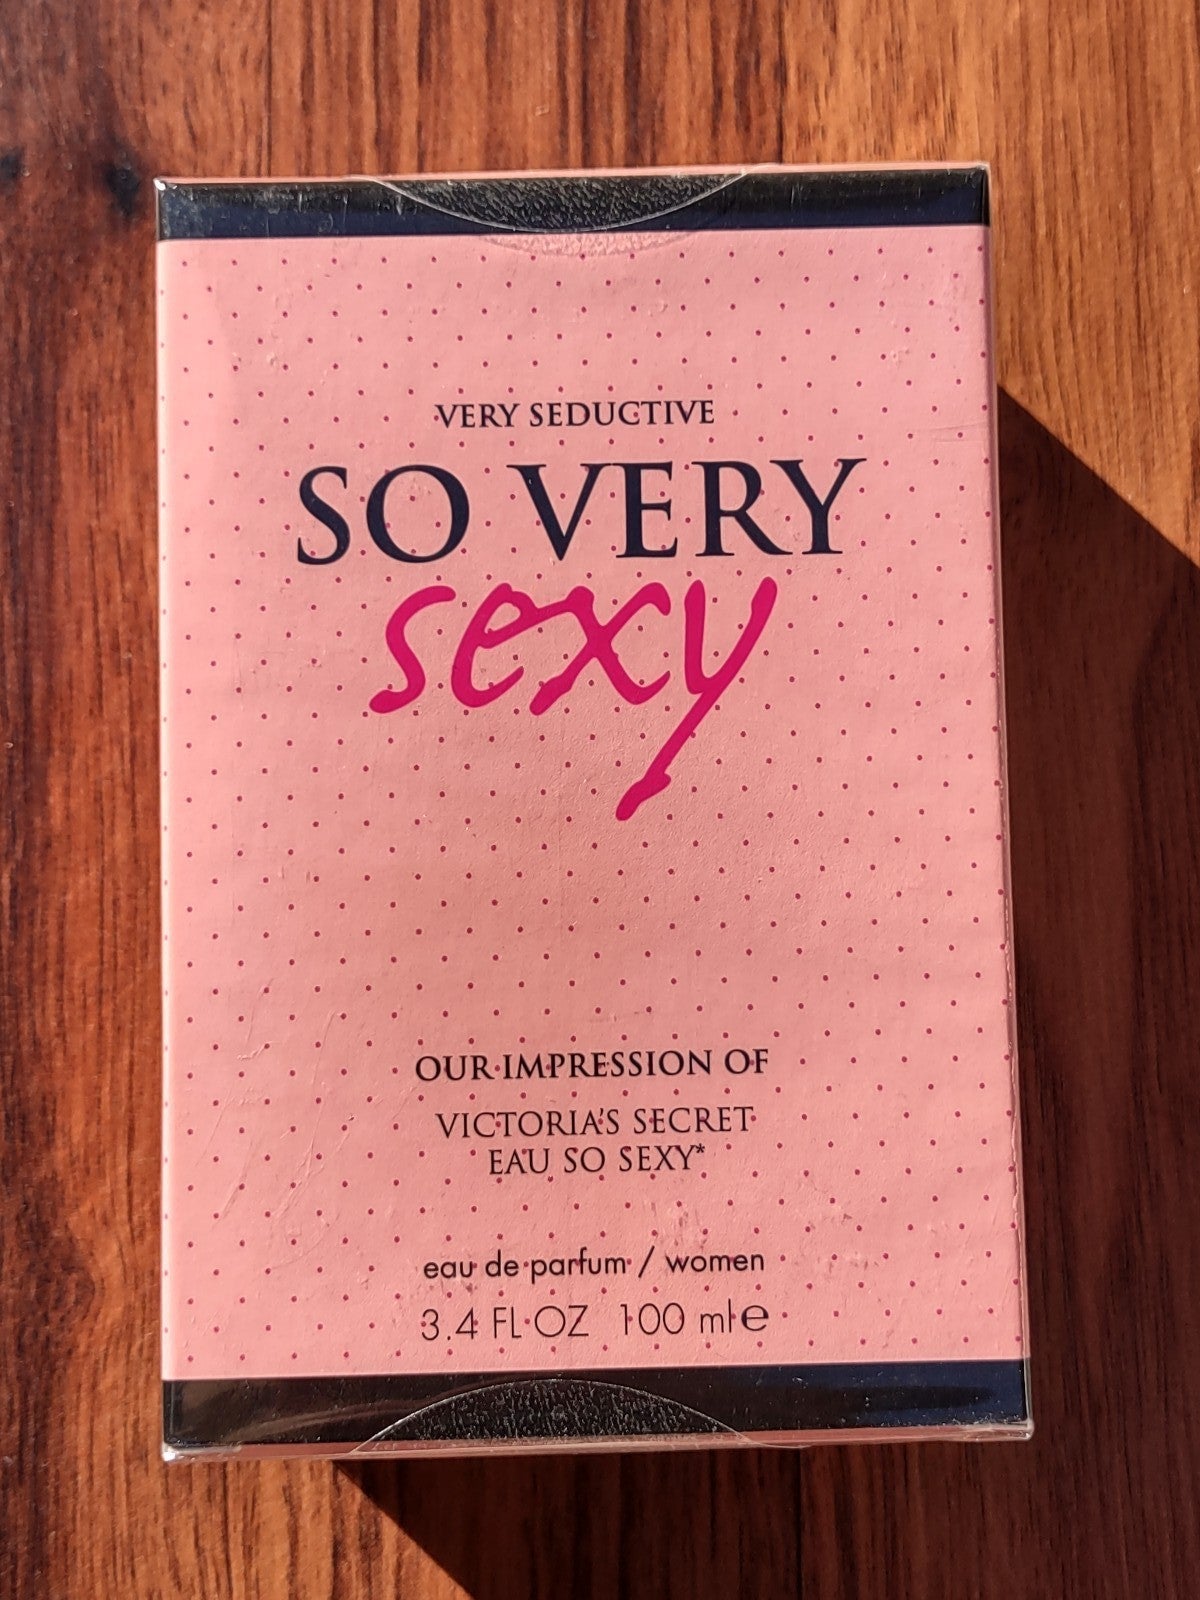 VERY SEDUCTIVE
SO VERY
sexy
OUR IMPRESSION OF
VICTORIA'S SECRET
EAU SO SEXY*
eau de parfum / women
3.4 FL OZ 100 ml e